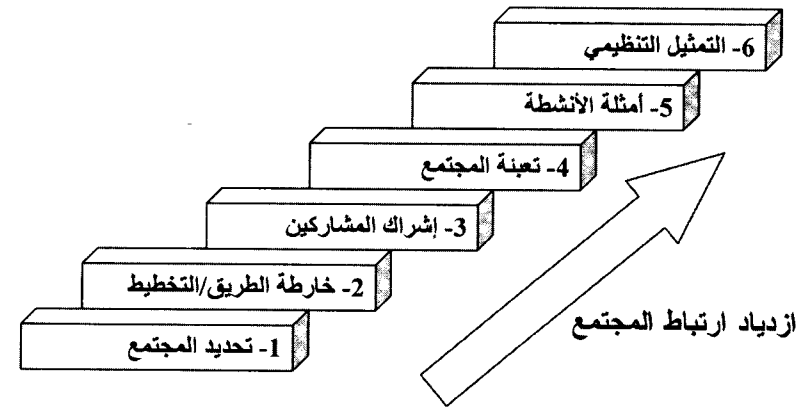 6- التمثيل التنظيمي
5- أمثلة الأنشطة
4- تعبئة المجتمع
3- إشراك المشاركين
2- خارطة الطريق/التخطيط
1- تحديد المجتمع
ازدياد ارتباط المجتمع